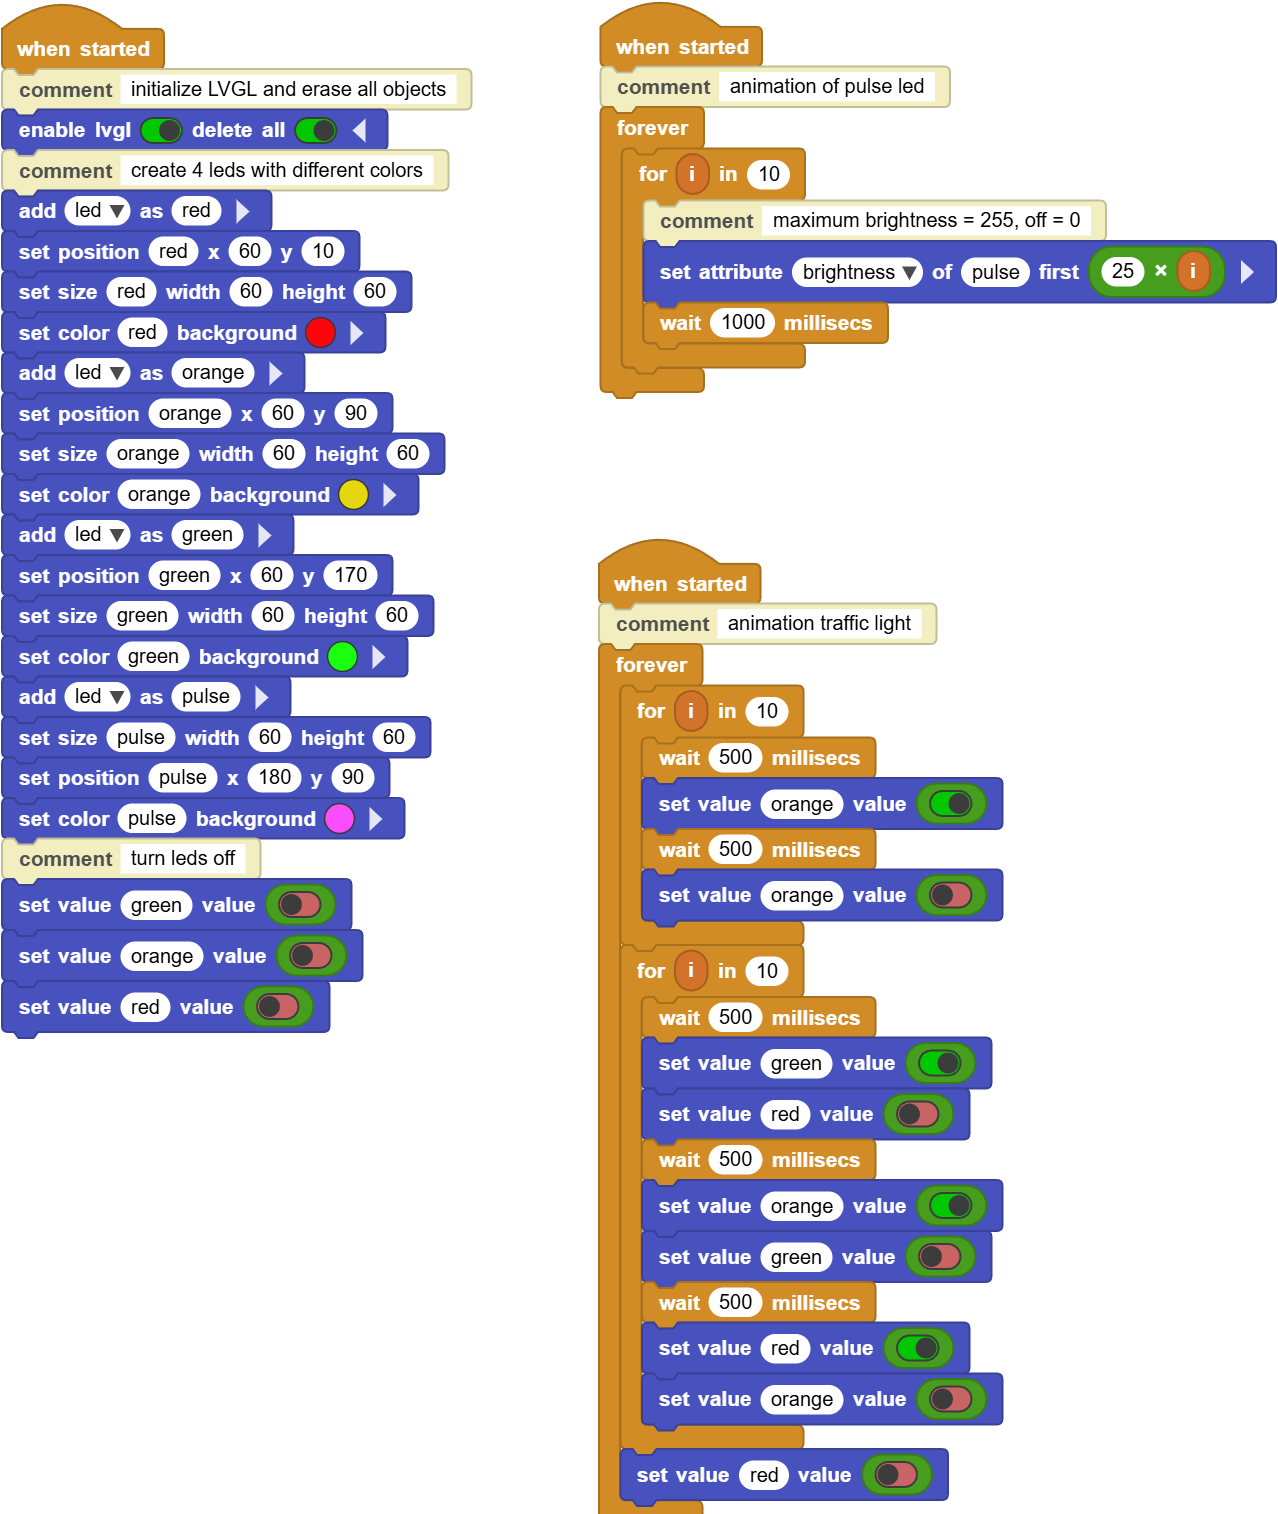 when started
comment initialize LVGL and erase all objects
enable lvgl delete all
comment create 4 leds with different colors
add led as red
set position red x 60 y 10
set size red width 60 height 60
set color red background
add led as orange
set position orange x 60 y 90
set size orange width 60 height 60
set color orange background
add led as green
set position green x 60 y 170
set size green width 60 height 60
set color green background
add led as pulse
set size pulse width 60 height 60
set position pulse x 180 y 90
set color pulse background
comment turn leds off
set value green value
set value orange value
set value red value
when started
comment animation of pulse led
forever
for i in 10
comment maximum brightness = 255, off = 0
set attribute brightness of pulse first 25 × i
wait 1000 millisecs
when started
comment animation traffic light
forever
for i in 10
wait 500 millisecs
set value orange value
wait 500 millisecs
set value orange value
for i in 10
wait 500 millisecs
set value green value
set value red value
wait 500 millisecs
set value orange value
set value green value
wait 500 millisecs
set value red value
set value orange value
set value red value